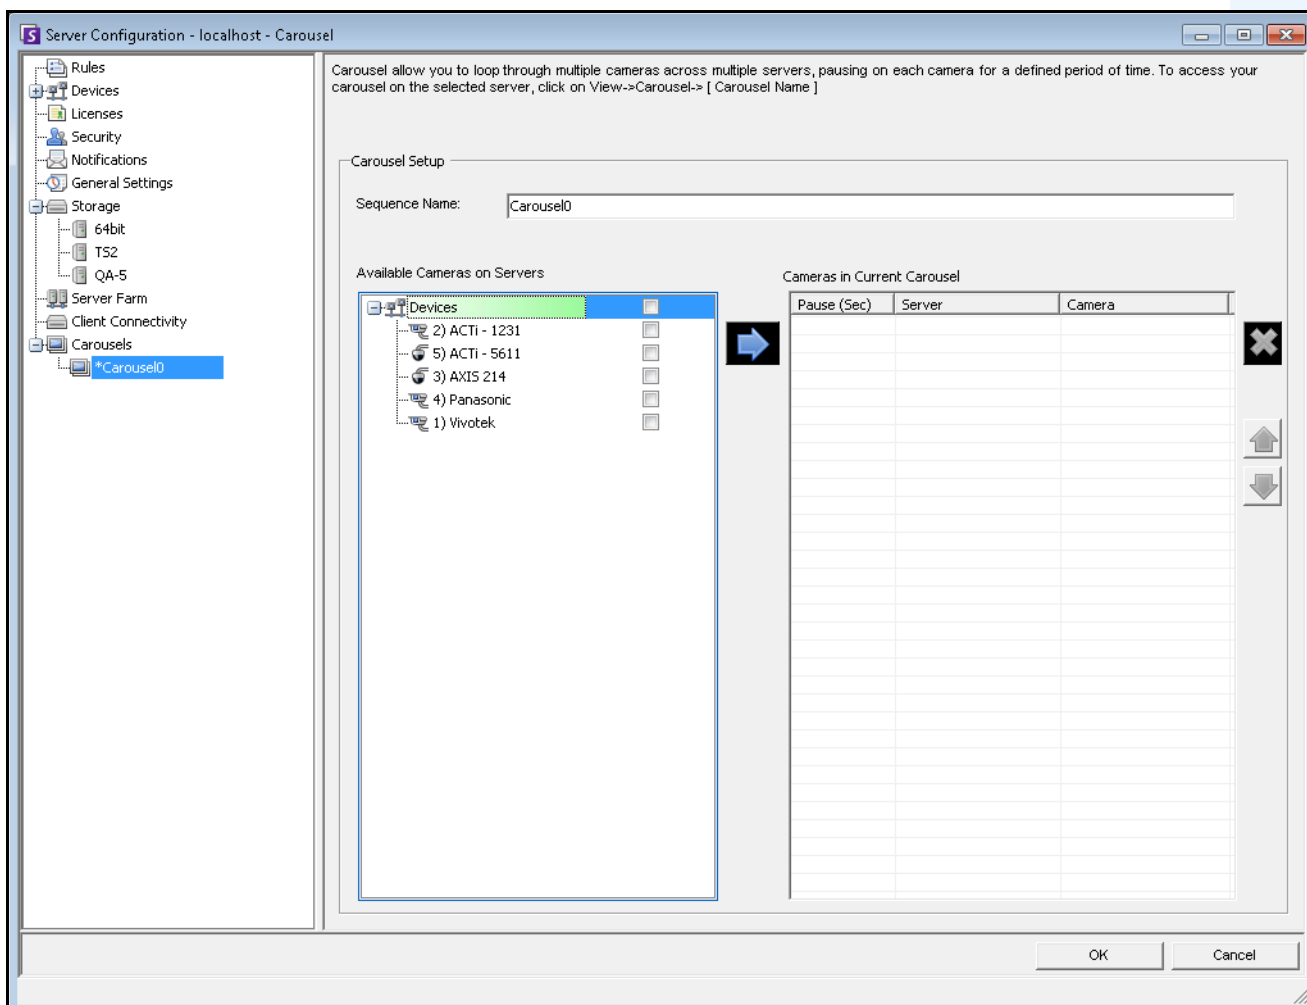 Server Configuration - localhost - Carousel
Rules
Devices
Licenses
Security
Notifications
General Settings
Storage
64bit
TS2
QA-5
Server Farm
Client Connectivity
Carousels
*Carousel0
Carousel allow you to loop through multiple cameras across multiple servers, pausing on each camera for a defined period of time. To access your
carousel on the selected server, click on View->Carousel-> [ Carousel Name ]
Carousel Setup
Sequence Name:
Carousel0
Available Cameras on Servers
Devices
2) ACTi - 1231
5) ACTi - 5611
3) AXIS 214
4) Panasonic
1) Vivotek
Cameras in Current Carousel
Pause (Sec)
Server
Camera
OK
Cancel